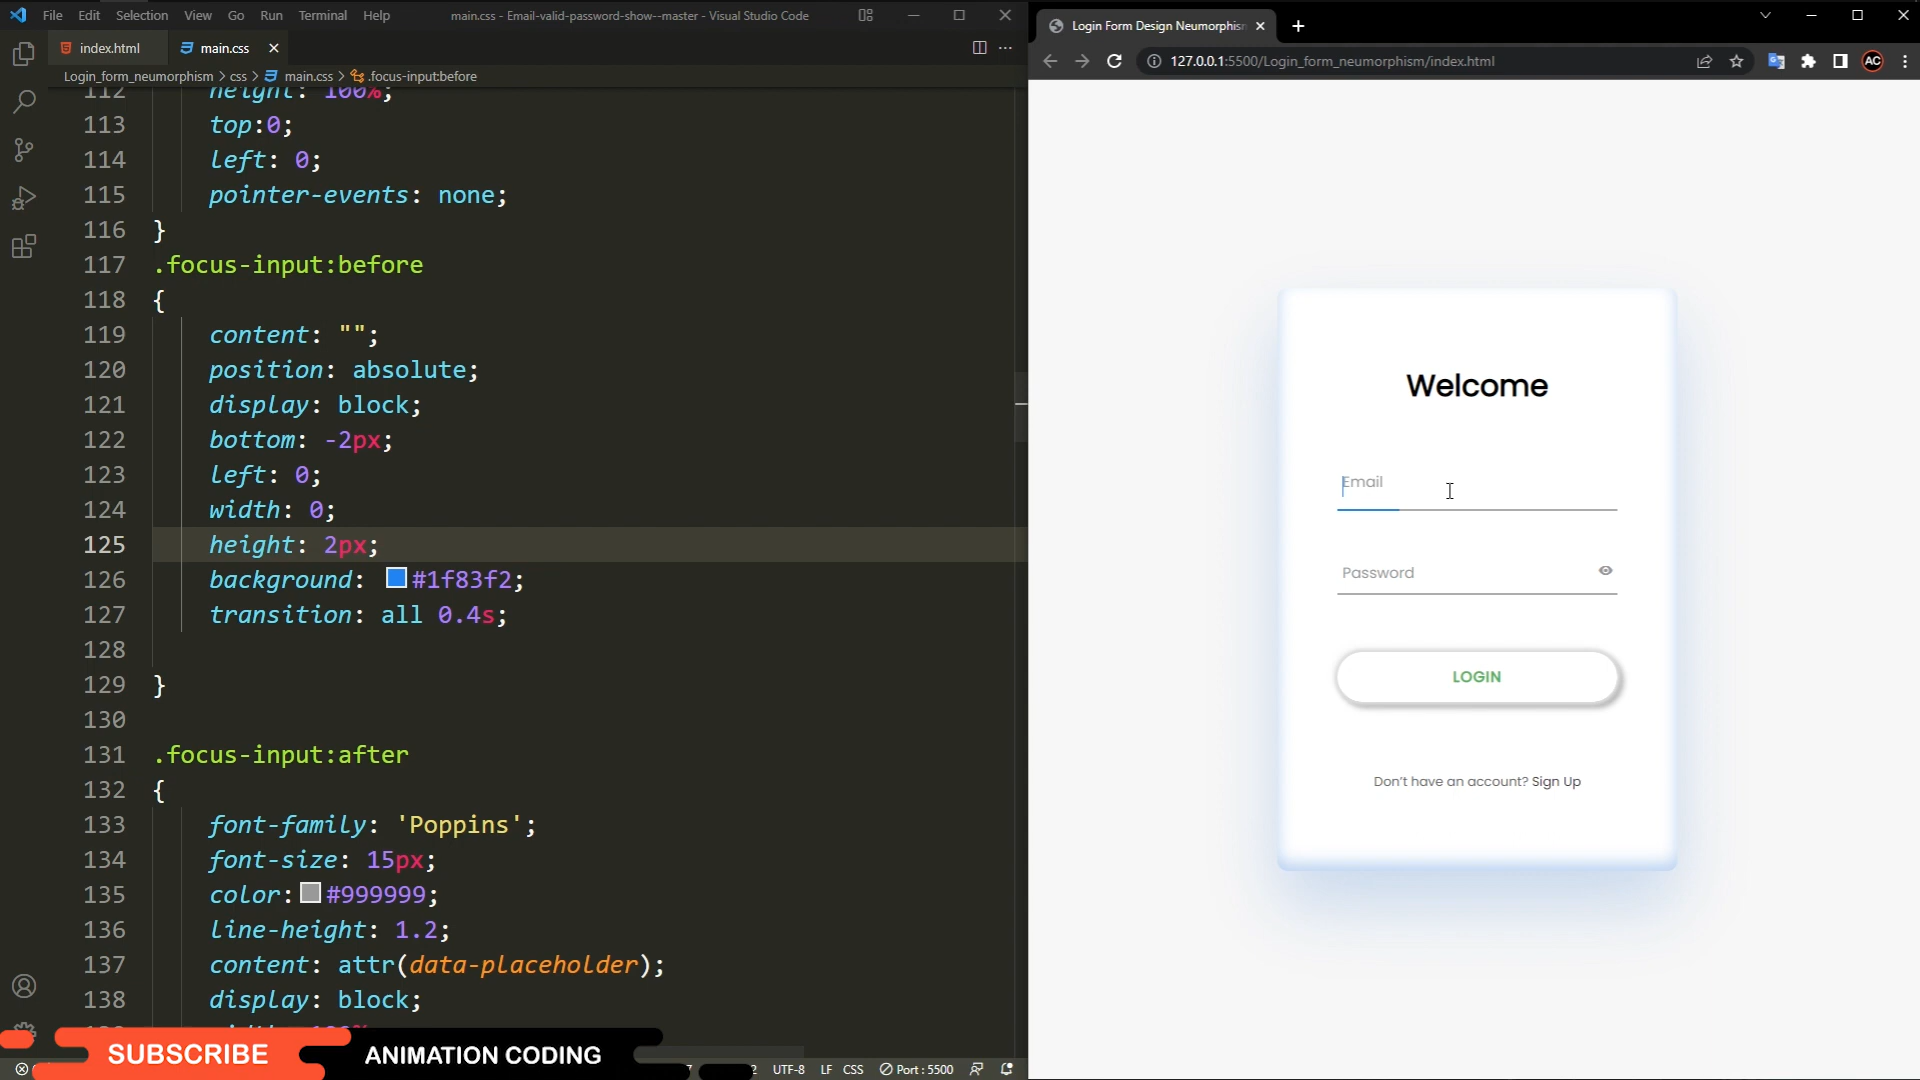 File Edit Selection View Go Run Terminal Help main.css - Email-valid-password-show--master - Visual Studio Code
index.html main.css
Login_form_neumorphism > css > main.css > .focus-input:before
112 height: 100%;
113 top:0;
114 left: 0;
115 pointer-events: none;
116 }
117 .focus-input:before
118 {
119 content: "";
120 position: absolute;
121 display: block;
122 bottom: -2px;
123 left: 0;
124 width: 0;
125 height: 2px;
126 background: #1f83f2;
127 transition: all 0.4s;
128
129 }
130
131 .focus-input:after
132 {
133 font-family: 'Poppins';
134 font-size: 15px;
135 color: #999999;
136 line-height: 1.2;
137 content: attr(data-placeholder);
138 display: block;
SUBSCRIBE
ANIMATION CODING
UTF-8 LF CSS Port : 5500
Login Form Design Neumorphism
127.0.0.1:5500/Login_form_neumorphism/index.html
AC
Welcome
Email
Password
LOGIN
Don't have an account? Sign Up